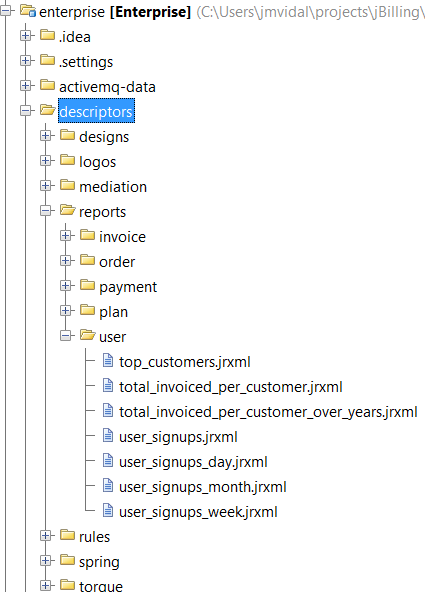 enterprise [Enterprise] (C:\Users\jmvidal\projects\jBilling\
.idea
.settings
activemq-data
descriptors
designs
logos
mediation
reports
invoice
order
payment
plan
user
top_customers.jrxml
total_invoiced_per_customer.jrxml
total_invoiced_per_customer_over_years.jrxml
user_signups.jrxml
user_signups_day.jrxml
user_signups_month.jrxml
user_signups_week.jrxml
rules
spring
torque